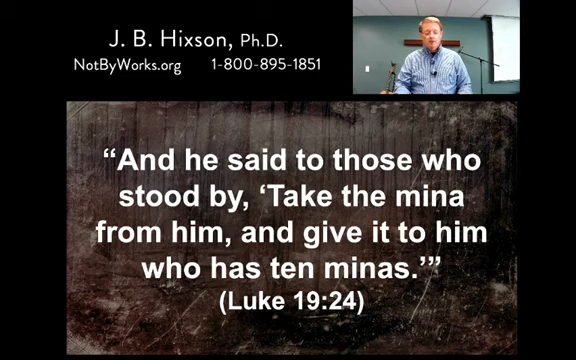 J. B. Hixson, Ph.D.
NotByWorks.org 1-800-895-1851
“And he said to those who
stood by, ‘Take the mina
from him, and give it to him
who has ten minas.’”
(Luke 19:24)